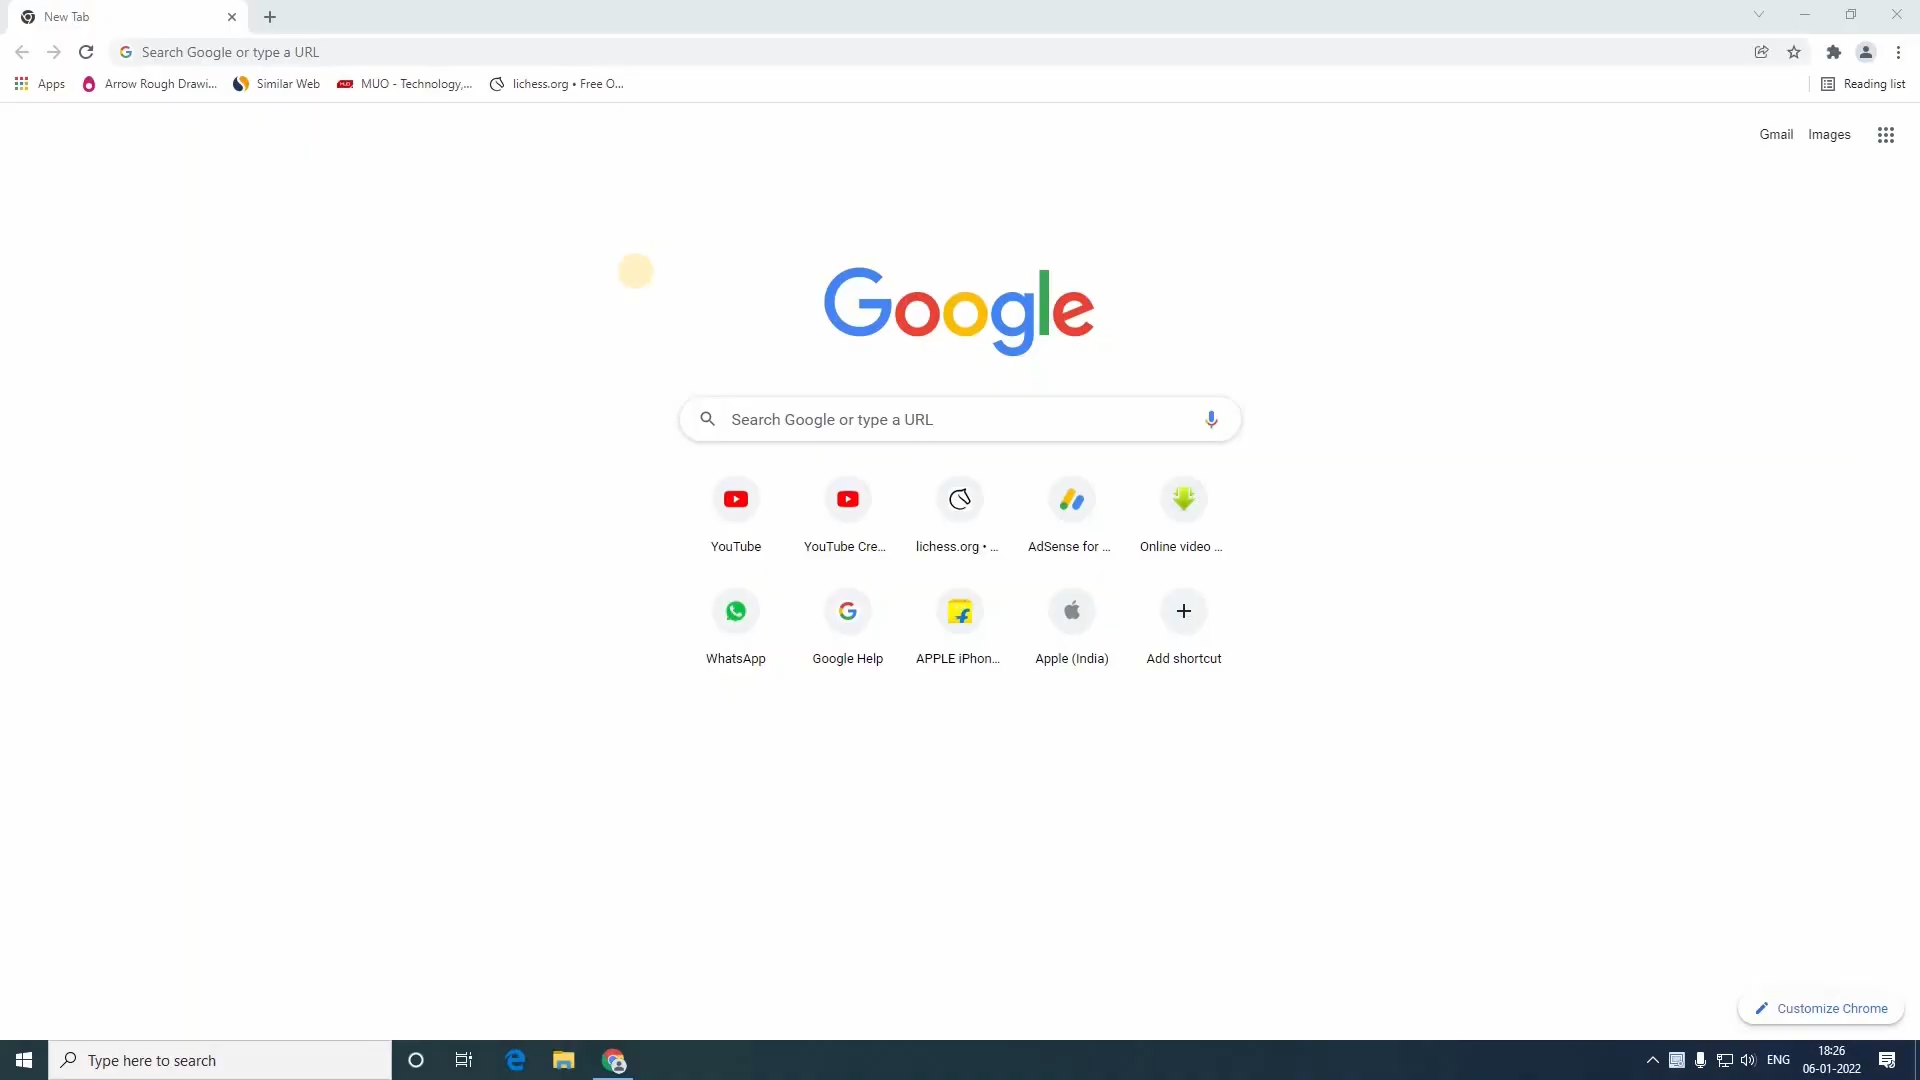 New Tab
Search Google or type a URL
Apps
Arrow Rough Drawi...
Similar Web
MUO - Technology,...
lichess.org • Free O...
Reading list
Gmail
Images
Google
Search Google or type a URL
YouTube
YouTube Cre...
lichess.org • ...
AdSense for ...
Online video ...
WhatsApp
Google Help
APPLE iPhon...
Apple (India)
Add shortcut
Customize Chrome
Type here to search
ENG
18:26
06-01-2022